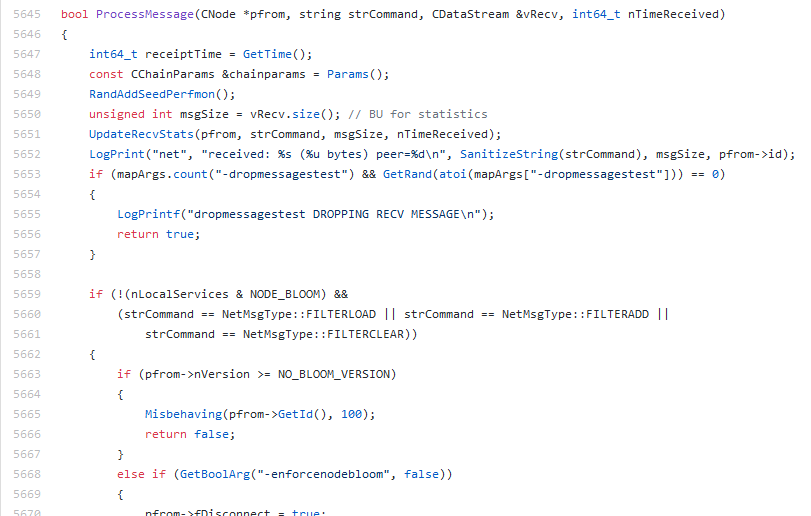 5645 bool ProcessMessage(CNode *pfrom, string strCommand, CDataStream &vRecv, int64_t nTimeReceived)
5646 {
5647     int64_t receiptTime = GetTime();
5648     const CChainParams &chainparams = Params();
5649     RandAddSeedPerfmon();
5650     unsigned int msgSize = vRecv.size(); // BU for statistics
5651     UpdateRecvStats(pfrom, strCommand, msgSize, nTimeReceived);
5652     LogPrint("net", "received: %s (%u bytes) peer=%d\n", SanitizeString(strCommand), msgSize, pfrom->id);
5653     if (mapArgs.count("-dropmessagestest") && GetRand(atoi(mapArgs["-dropmessagestest"])) == 0)
5654     {
5655         LogPrintf("dropmessagestest DROPPING RECV MESSAGE\n");
5656         return true;
5657     }
5658
5659     if (!(nLocalServices & NODE_BLOOM) &&
5660         (strCommand == NetMsgType::FILTERLOAD || strCommand == NetMsgType::FILTERADD ||
5661             strCommand == NetMsgType::FILTERCLEAR))
5662     {
5663         if (pfrom->nVersion >= NO_BLOOM_VERSION)
5664         {
5665             Misbehaving(pfrom->GetId(), 100);
5666             return false;
5667         }
5668         else if (GetBoolArg("-enforcenodebloom", false))
5669         {
5670             pfrom->fDisconnect = true;